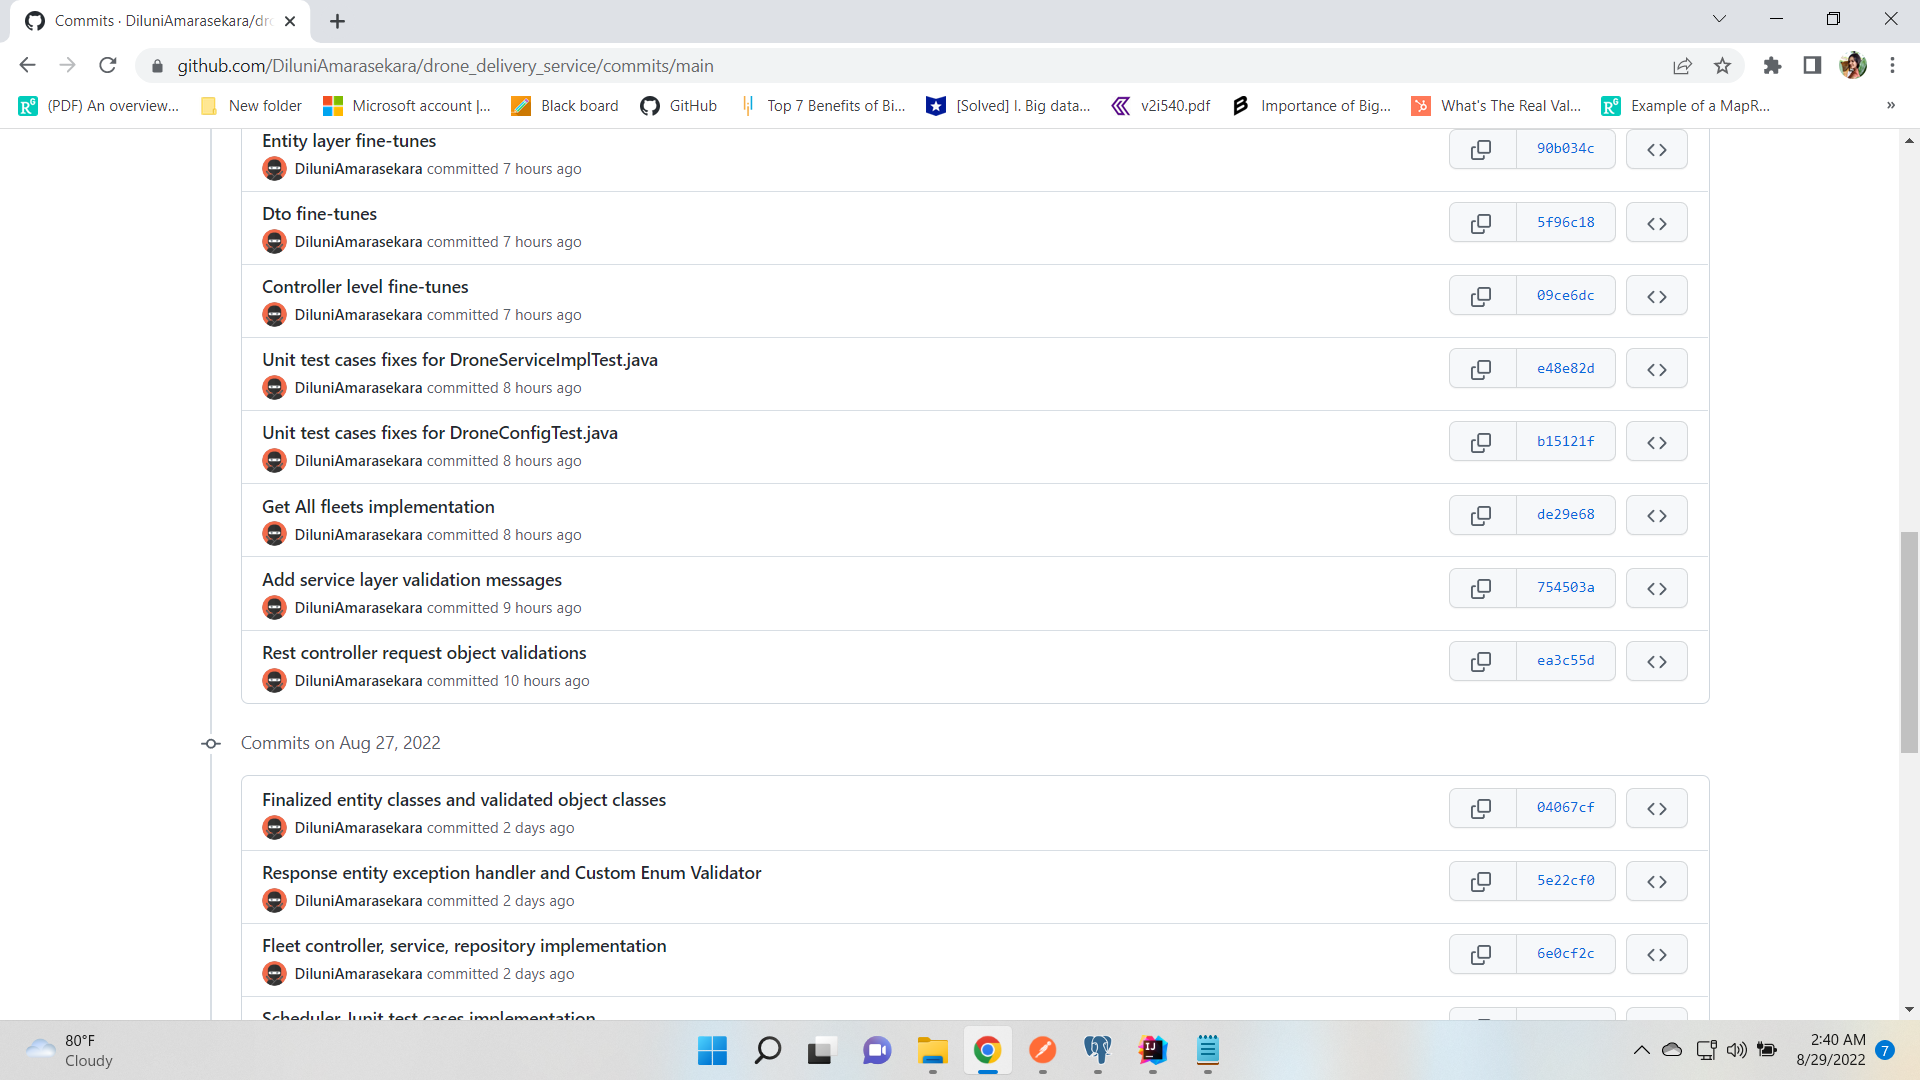 Commits · DiluniAmarasekara/dr
github.com/DiluniAmarasekara/drone_delivery_service/commits/main
(PDF) An overview...
New folder
Microsoft account |...
Black board
GitHub
Top 7 Benefits of Bi...
[Solved] I. Big data...
v2i540.pdf
Importance of Big...
What's The Real Val...
Example of a MapR...
»
Entity layer fine-tunes
90b034c
DiluniAmarasekara committed 7 hours ago
Dto fine-tunes
5f96c18
DiluniAmarasekara committed 7 hours ago
Controller level fine-tunes
09ce6dc
DiluniAmarasekara committed 7 hours ago
Unit test cases fixes for DroneServiceImplTest.java
e48e82d
DiluniAmarasekara committed 8 hours ago
Unit test cases fixes for DroneConfigTest.java
b15121f
DiluniAmarasekara committed 8 hours ago
Get All fleets implementation
de29e68
DiluniAmarasekara committed 8 hours ago
Add service layer validation messages
754503a
DiluniAmarasekara committed 9 hours ago
Rest controller request object validations
ea3c55d
DiluniAmarasekara committed 10 hours ago
Commits on Aug 27, 2022
Finalized entity classes and validated object classes
04067cf
DiluniAmarasekara committed 2 days ago
Response entity exception handler and Custom Enum Validator
5e22cf0
DiluniAmarasekara committed 2 days ago
Fleet controller, service, repository implementation
6e0cf2c
DiluniAmarasekara committed 2 days ago
Scheduler Junit test cases implementation
80°F
Cloudy
2:40 AM
8/29/2022
7